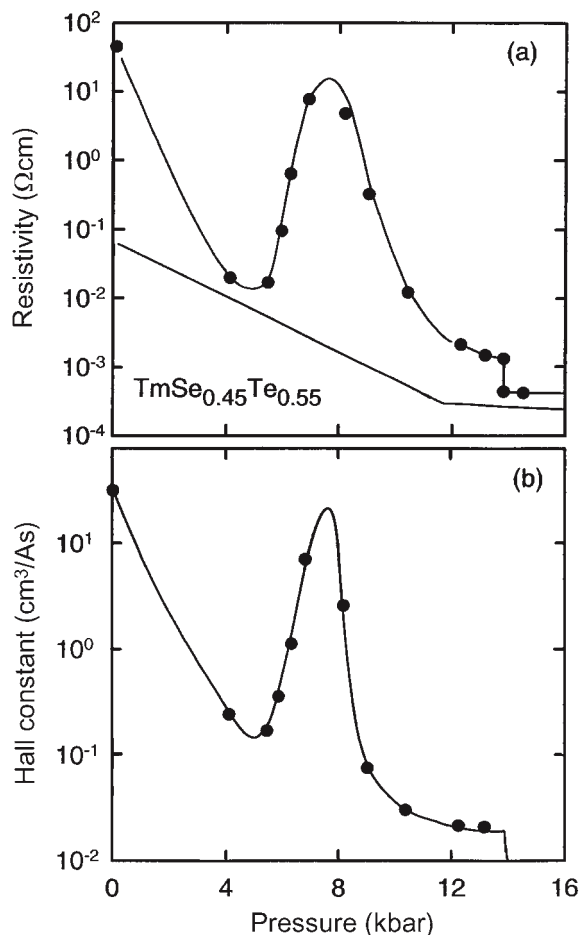 (a)
Resistivity (Ωcm)
10²
10¹
10⁰
10⁻¹
10⁻²
10⁻³
10⁻⁴
TmSe₀.₄₅Te₀.₅₅
(b)
Hall constant (cm³/As)
10¹
10⁰
10⁻¹
10⁻²
0 4 8 12 16
Pressure (kbar)